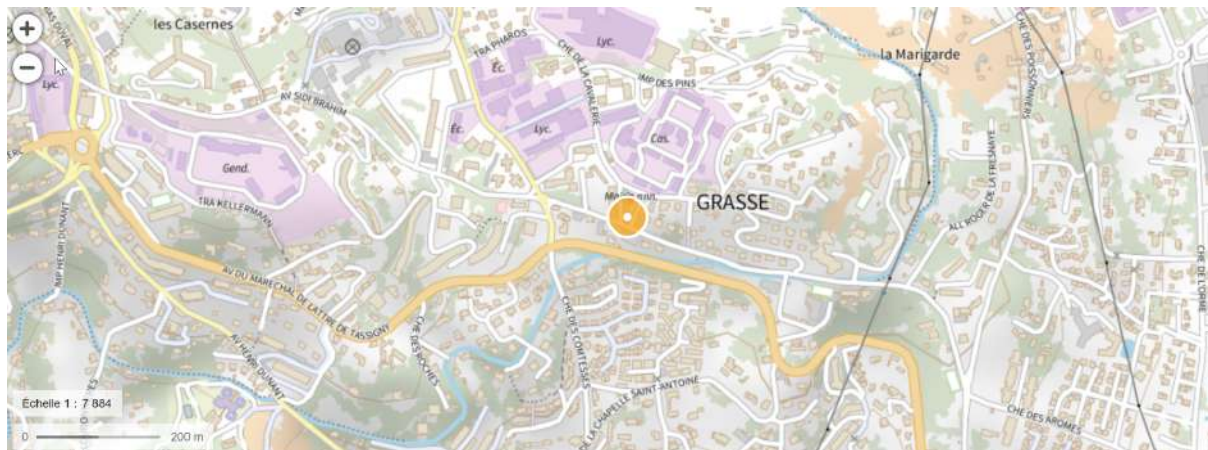 les Casernes
Lyc.
Éc.
TRA PHAROS
CHE DE LA CAVALERIE
Lyc.
IMP DES PINS
la Marigarde
CHE DES POISSONNIERS
AV SIDI BRAHIM
Éc.
Lyc.
Cas.
Gend.
TRA KELLERMANN
GRASSE
ALL ROGER DE LA FRESNAYE
IMP HENRI DUNANT
AV DU MARECHAL DE LATTRE DE TASSIGNY
CHE DE L'ORME
AV HENRI DUNANT
CHE DES ROCHES
CHE DES COMTESSES
DE LA CHAPELLE SAINT-ANTOINE
CHE DES AROMES
Échelle 1 : 7 884
0 200 m